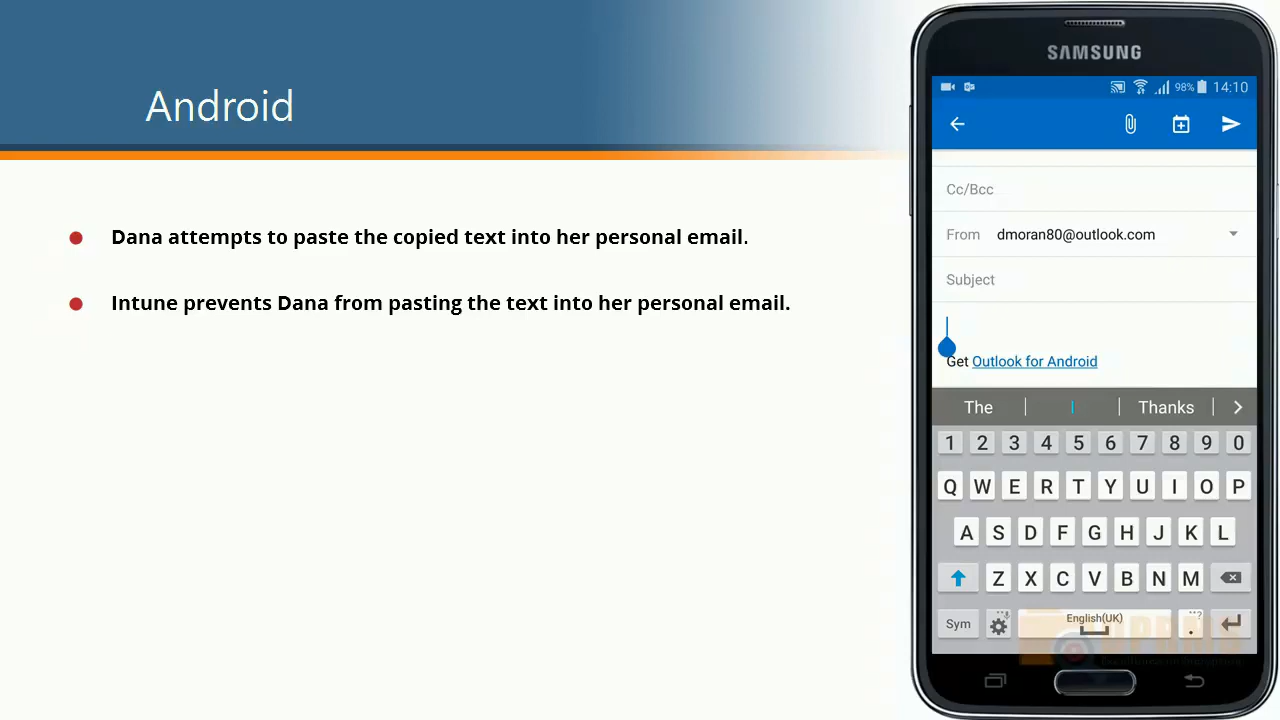 Android
Dana attempts to paste the copied text into her personal email.
Intune prevents Dana from pasting the text into her personal email.
SAMSUNG
98% 14:10
Cc/Bcc
From dmoran80@outlook.com
Subject
Get Outlook for Android
The I Thanks
1 2 3 4 5 6 7 8 9 0
Q W E R T Y U I O P
A S D F G H J K L
Z X C V B N M
Sym English(UK) .